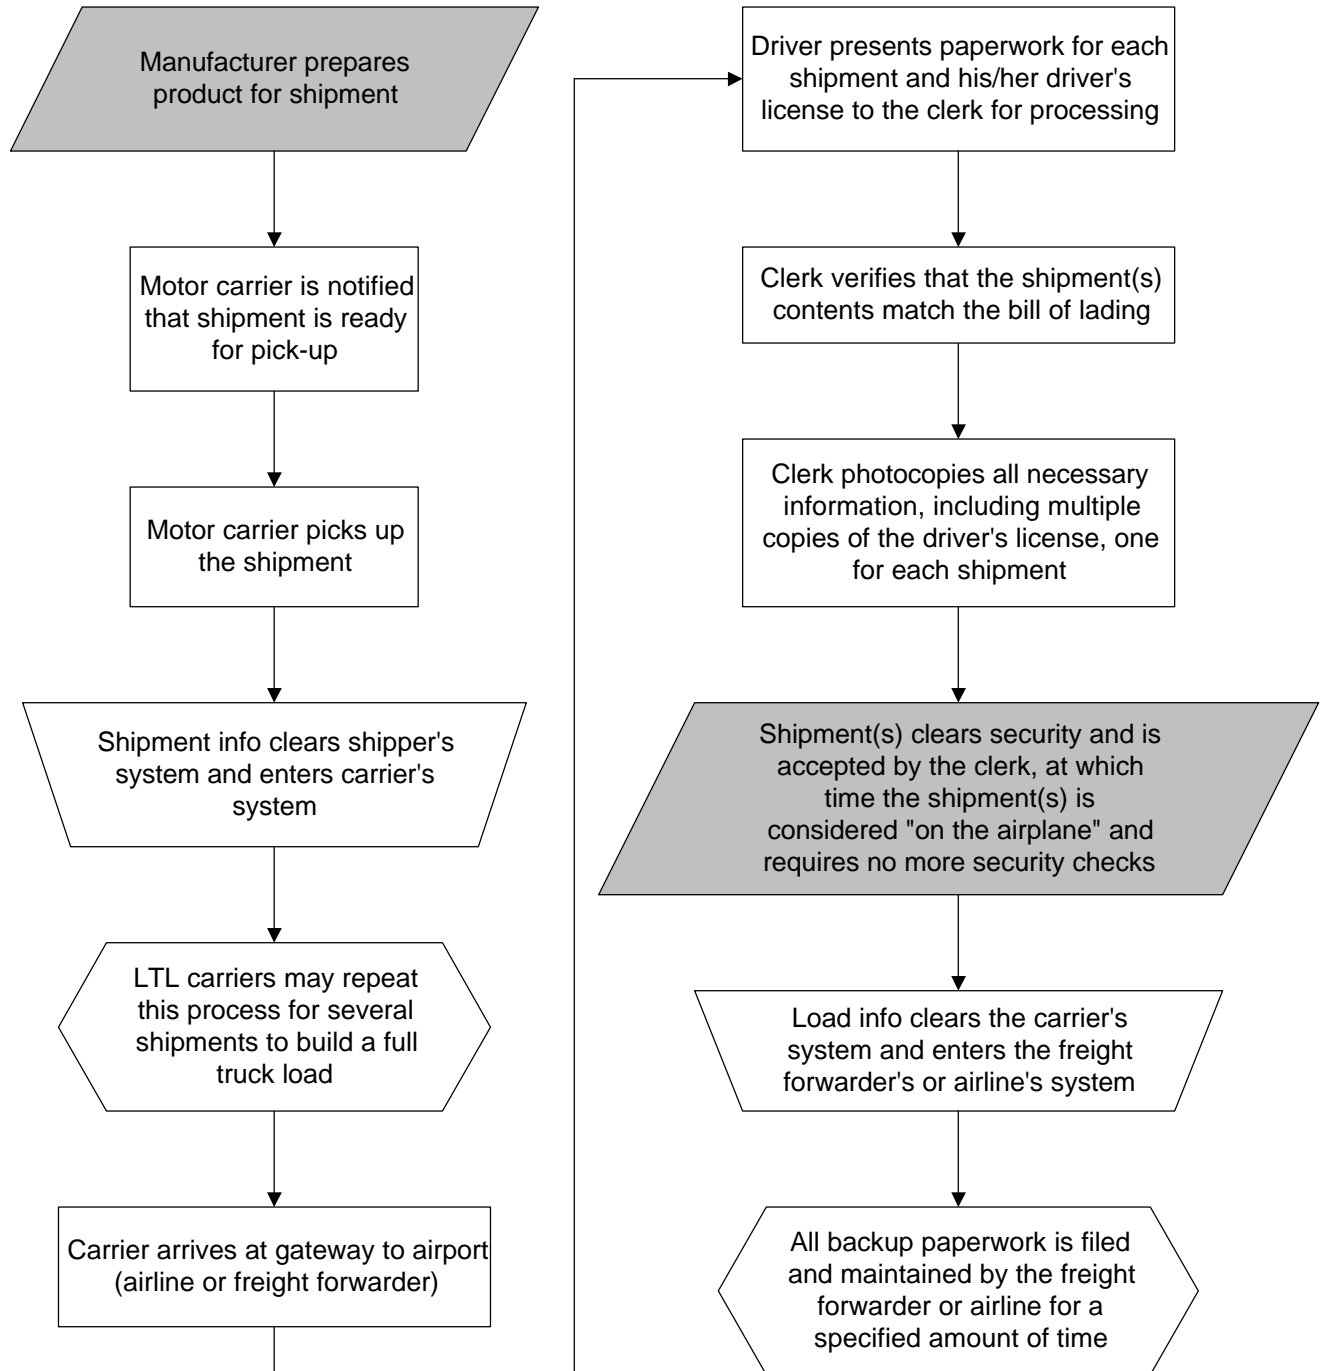 Manufacturer prepares
product for shipment
Motor carrier is notified
that shipment is ready
for pick-up
Motor carrier picks up
the shipment
Shipment info clears shipper's
system and enters carrier's
system
LTL carriers may repeat
this process for several
shipments to build a full
truck load
Carrier arrives at gateway to airport
(airline or freight forwarder)
Driver presents paperwork for each
shipment and his/her driver's
license to the clerk for processing
Clerk verifies that the shipment(s)
contents match the bill of lading
Clerk photocopies all necessary
information, including multiple
copies of the driver's license, one
for each shipment
Shipment(s) clears security and is
accepted by the clerk, at which
time the shipment(s) is
considered "on the airplane" and
requires no more security checks
Load info clears the carrier's
system and enters the freight
forwarder's or airline's system
All backup paperwork is filed
and maintained by the freight
forwarder or airline for a
specified amount of time